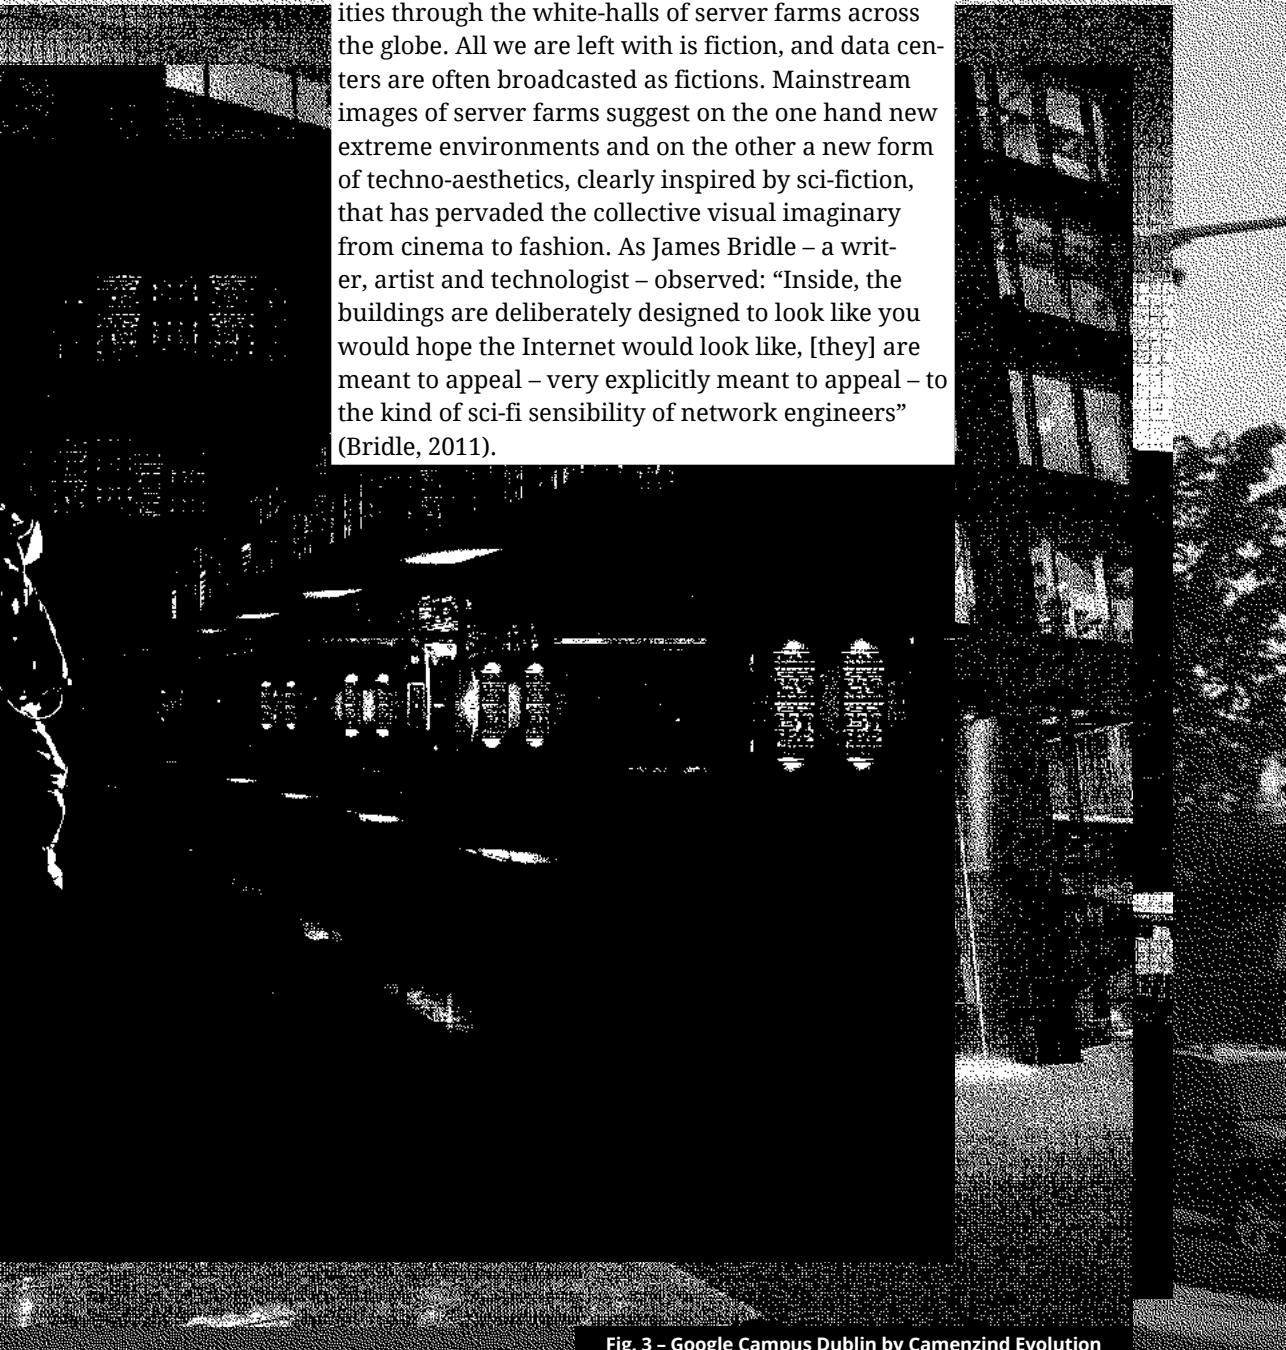 ities through the white-halls of server farms across
the globe. All we are left with is fiction, and data cen-
ters are often broadcasted as fictions. Mainstream
images of server farms suggest on the one hand new
extreme environments and on the other a new form
of techno-aesthetics, clearly inspired by sci-fiction,
that has pervaded the collective visual imaginary
from cinema to fashion. As James Bridle – a writ-
er, artist and technologist – observed: “Inside, the
buildings are deliberately designed to look like you
would hope the Internet would look like, [they] are
meant to appeal – very explicitly meant to appeal – to
the kind of sci-fi sensibility of network engineers”
(Bridle, 2011).
Fig. 3 – Google Campus Dublin by Camenzind Evolution